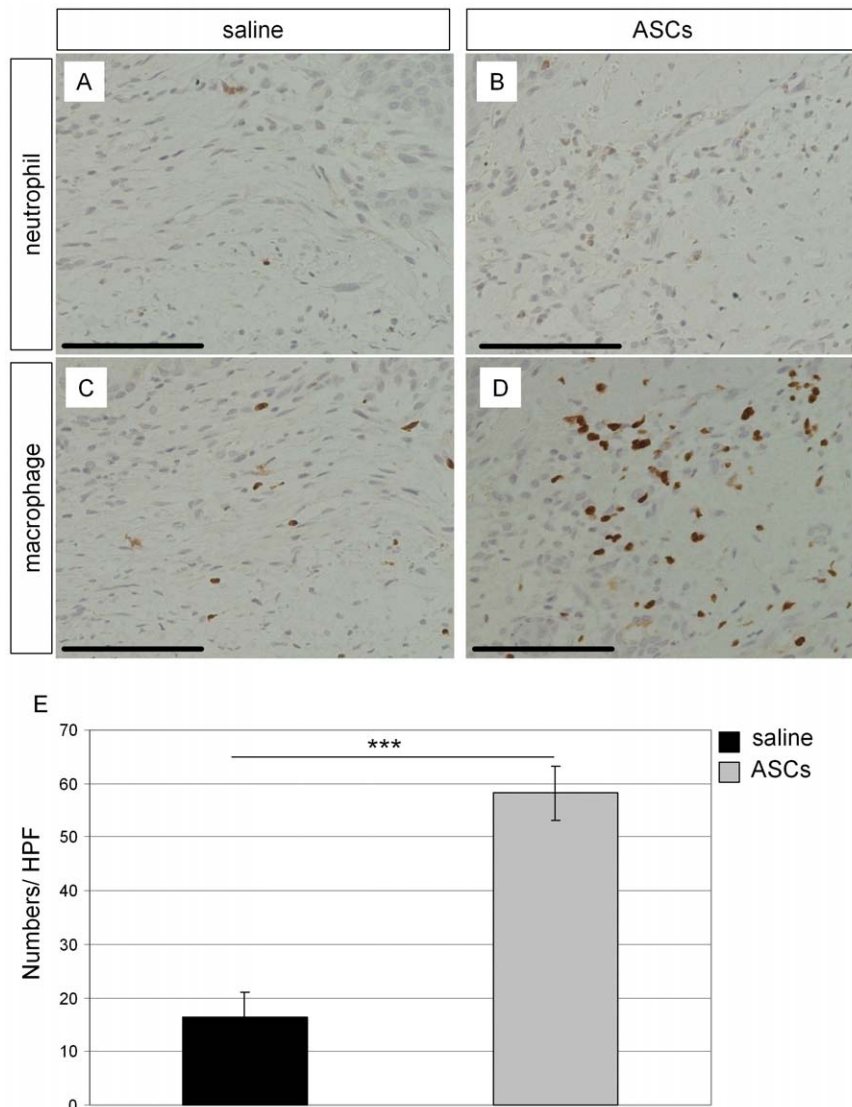 saline
ASCs
neutrophil
A
B
macrophage
C
D
E
70
60
50
40
30
20
10
0
Numbers/ HPF
***
saline
ASCs